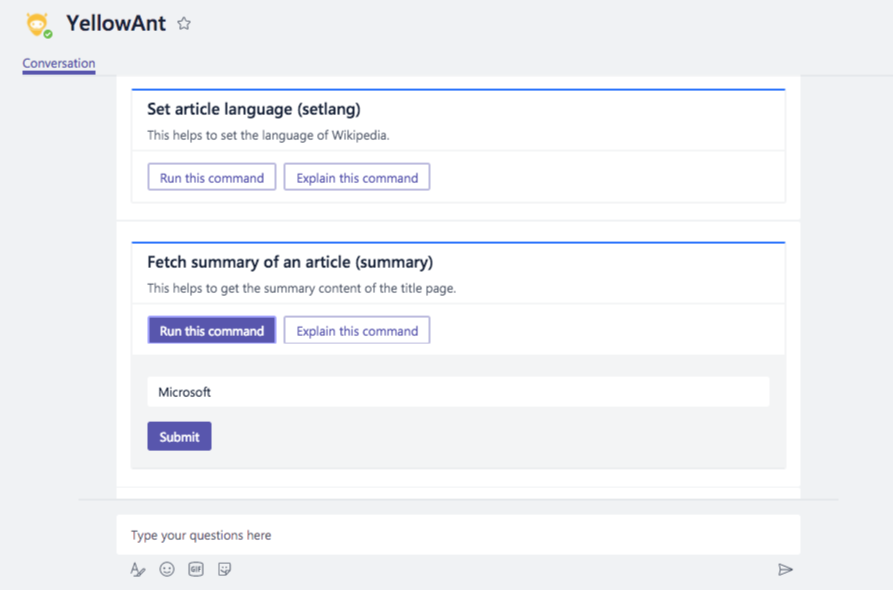 YellowAnt
Conversation
Set article language (setlang)
This helps to set the language of Wikipedia.
Run this command Explain this command
Fetch summary of an article (summary)
This helps to get the summary content of the title page.
Run this command Explain this command
Microsoft
Submit
Type your questions here
GIF